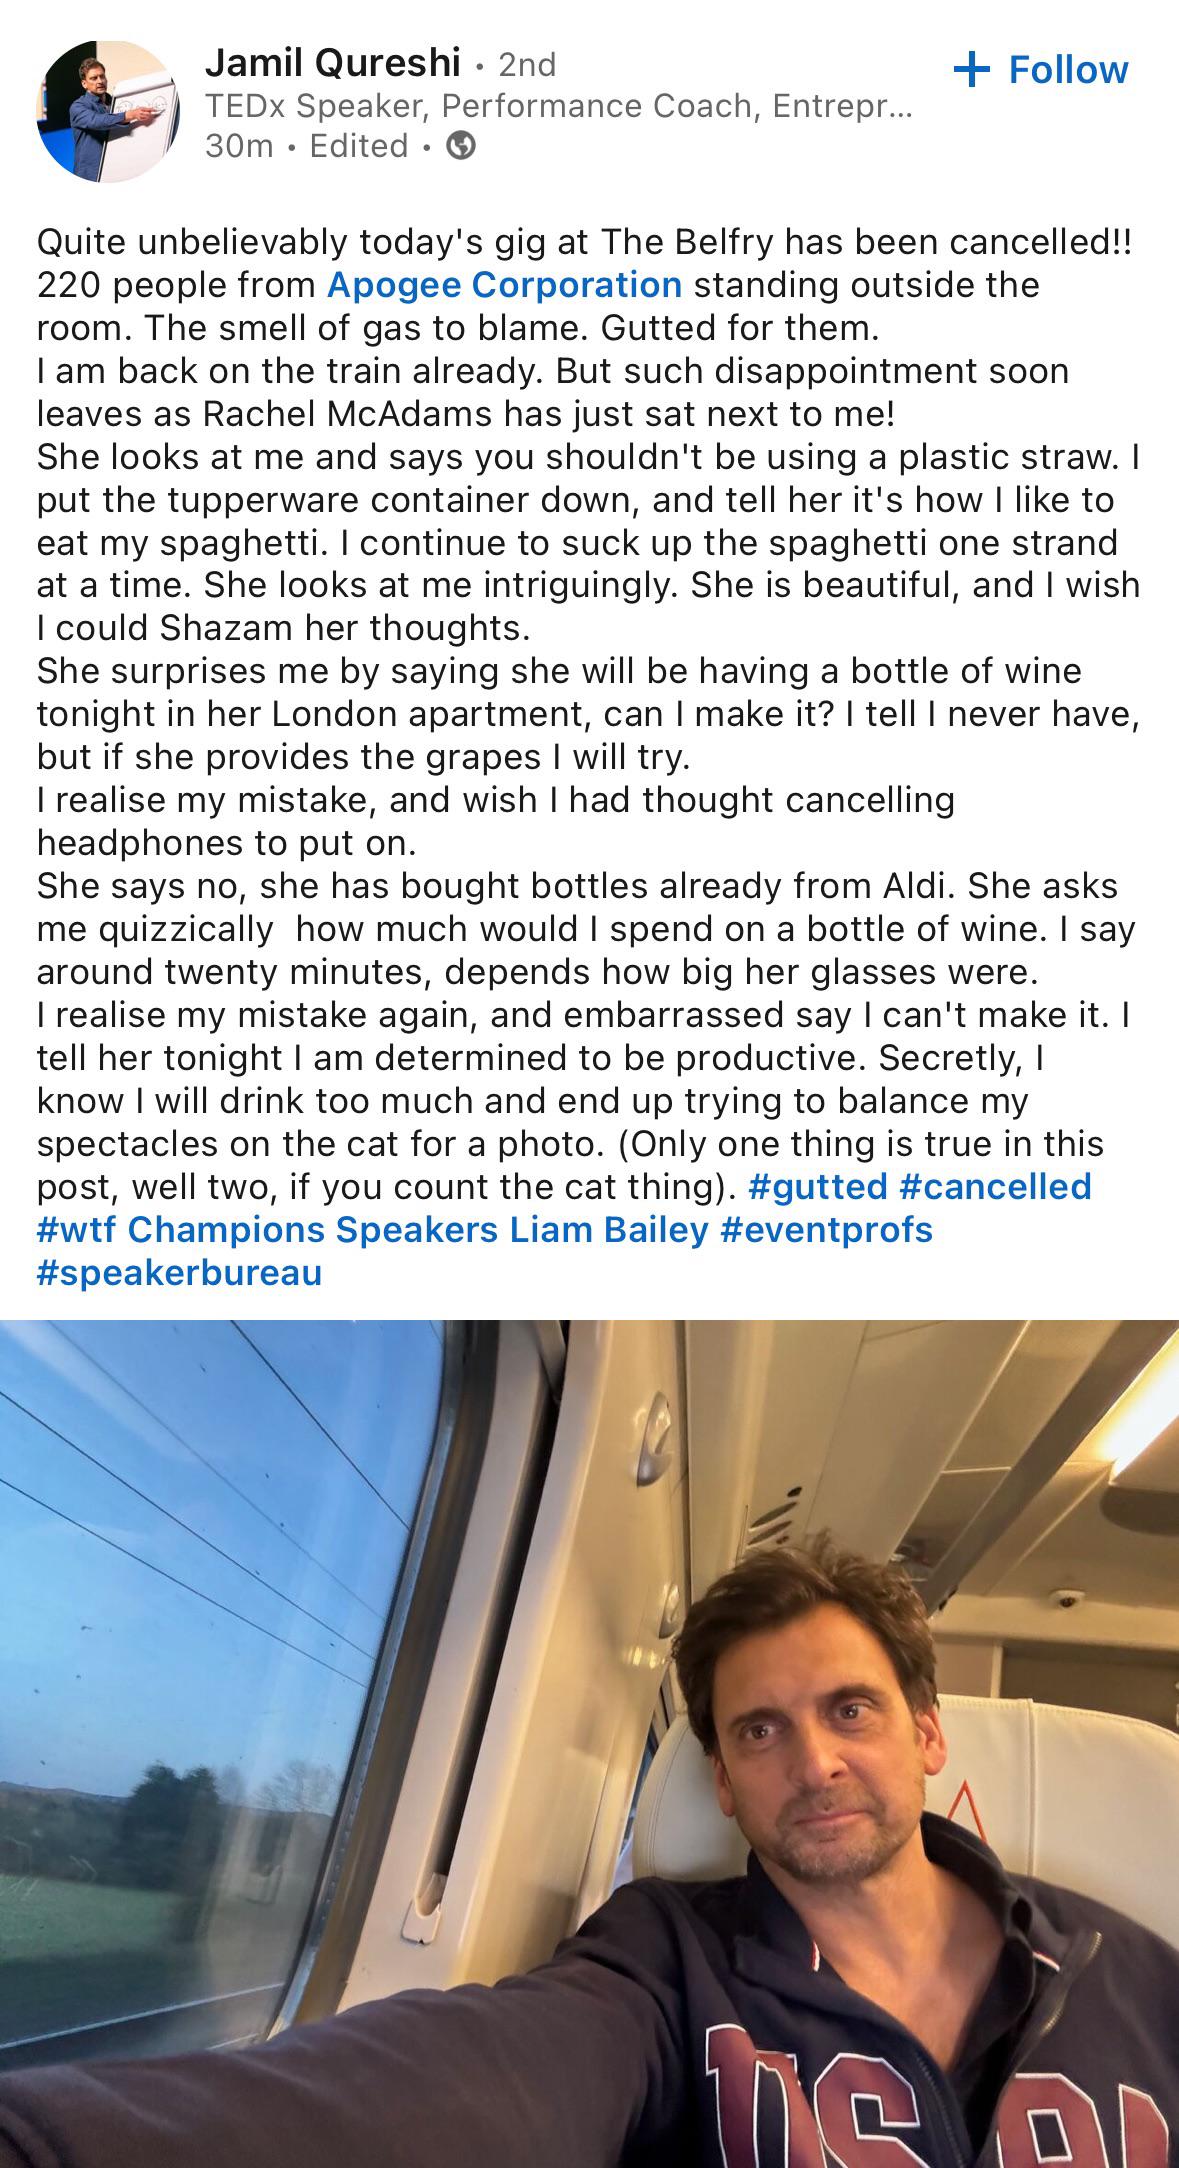 Jamil Qureshi • 2nd
+ Follow
TEDx Speaker, Performance Coach, Entrepr...
30m • Edited •
Quite unbelievably today's gig at The Belfry has been cancelled!!
220 people from Apogee Corporation standing outside the
room. The smell of gas to blame. Gutted for them.
I am back on the train already. But such disappointment soon
leaves as Rachel McAdams has just sat next to me!
She looks at me and says you shouldn't be using a plastic straw. I
put the tupperware container down, and tell her it's how I like to
eat my spaghetti. I continue to suck up the spaghetti one strand
at a time. She looks at me intriguingly. She is beautiful, and I wish
I could Shazam her thoughts.
She surprises me by saying she will be having a bottle of wine
tonight in her London apartment, can I make it? I tell I never have,
but if she provides the grapes I will try.
I realise my mistake, and wish I had thought cancelling
headphones to put on.
She says no, she has bought bottles already from Aldi. She asks
me quizzically  how much would I spend on a bottle of wine. I say
around twenty minutes, depends how big her glasses were.
I realise my mistake again, and embarrassed say I can't make it. I
tell her tonight I am determined to be productive. Secretly, I
know I will drink too much and end up trying to balance my
spectacles on the cat for a photo. (Only one thing is true in this
post, well two, if you count the cat thing). #gutted #cancelled
#wtf Champions Speakers Liam Bailey #eventprofs
#speakerbureau
USA